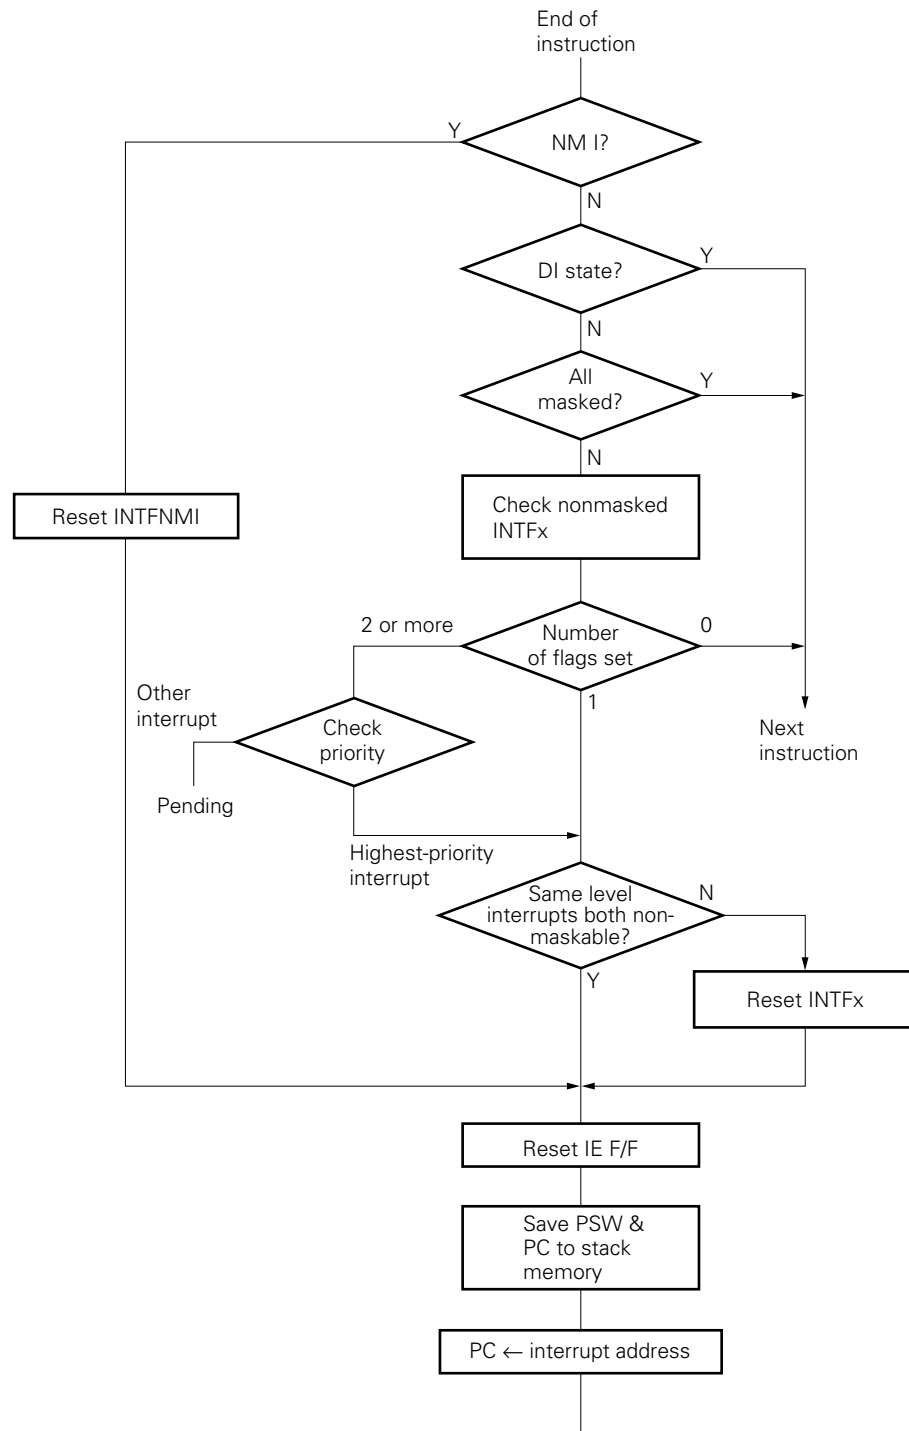 End of
instruction
Y
NM I?
N
DI state?
Y
N
All
masked?
Y
N
Reset INTFNMI
Check nonmasked
INTFx
2 or more
Number
of flags set
0
1
Other
interrupt
Check
priority
Pending
Next
instruction
Highest-priority
interrupt
Same level
interrupts both non-
maskable?
N
Y
Reset INTFx
Reset IE F/F
Save PSW &
PC to stack
memory
PC ← interrupt address